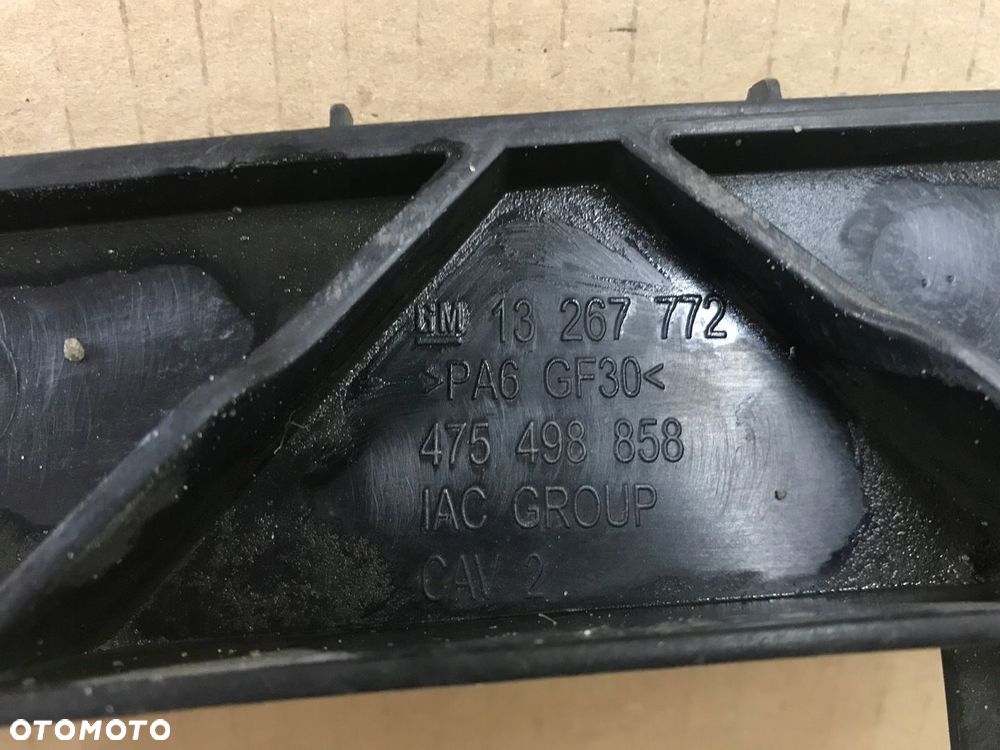 GM 13 267 772
>PA6 GF30<
475 498 858
IAC GROUP
CAV 2
OTOMOTO